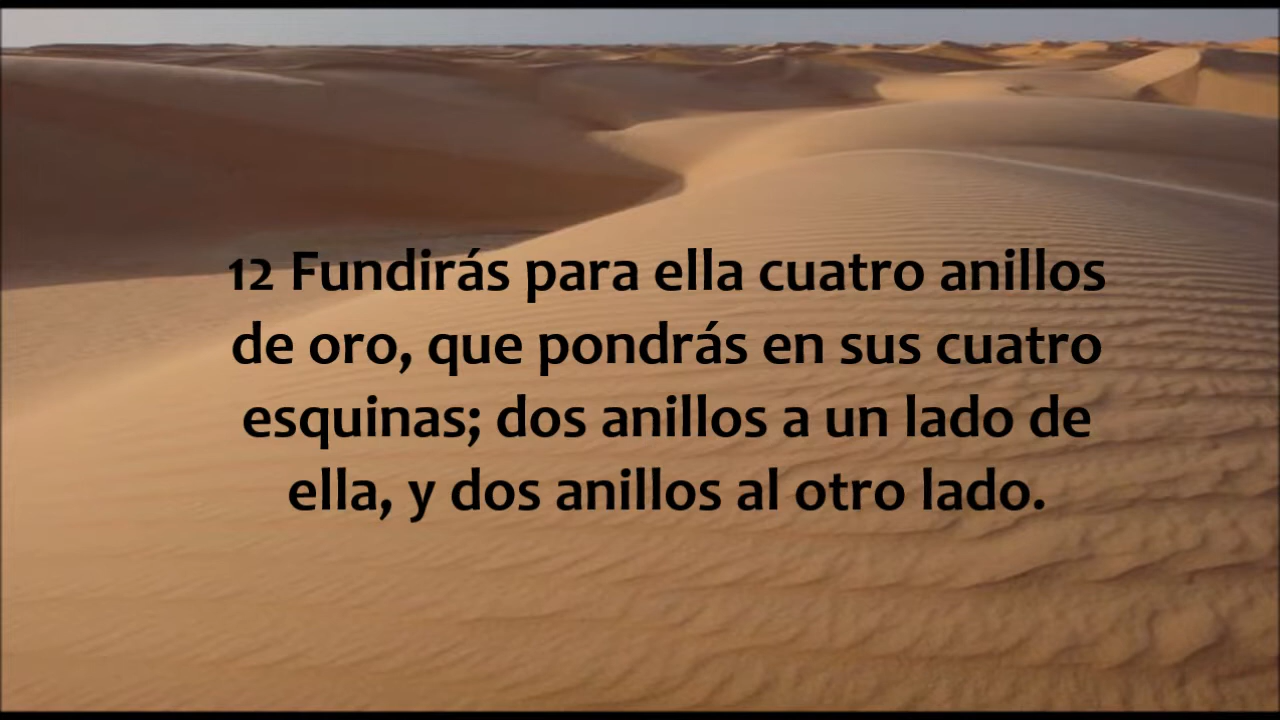 12 Fundirás para ella cuatro anillos
de oro, que pondrás en sus cuatro
esquinas; dos anillos a un lado de
ella, y dos anillos al otro lado.